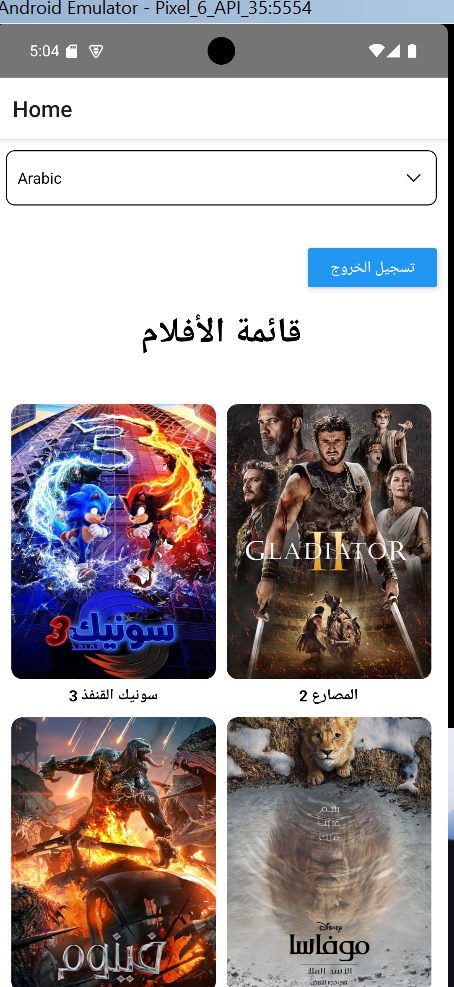 Android Emulator - Pixel_6_API_35:5554
5:04
Home
Arabic
تسجيل الخروج
قائمة الأفلام
3
سونيك 3
القنفذ
GLADIATOR
II
سونيك القنفذ 3
المصارع 2
فينوم
Disney
موفاسا
الأسد الملك